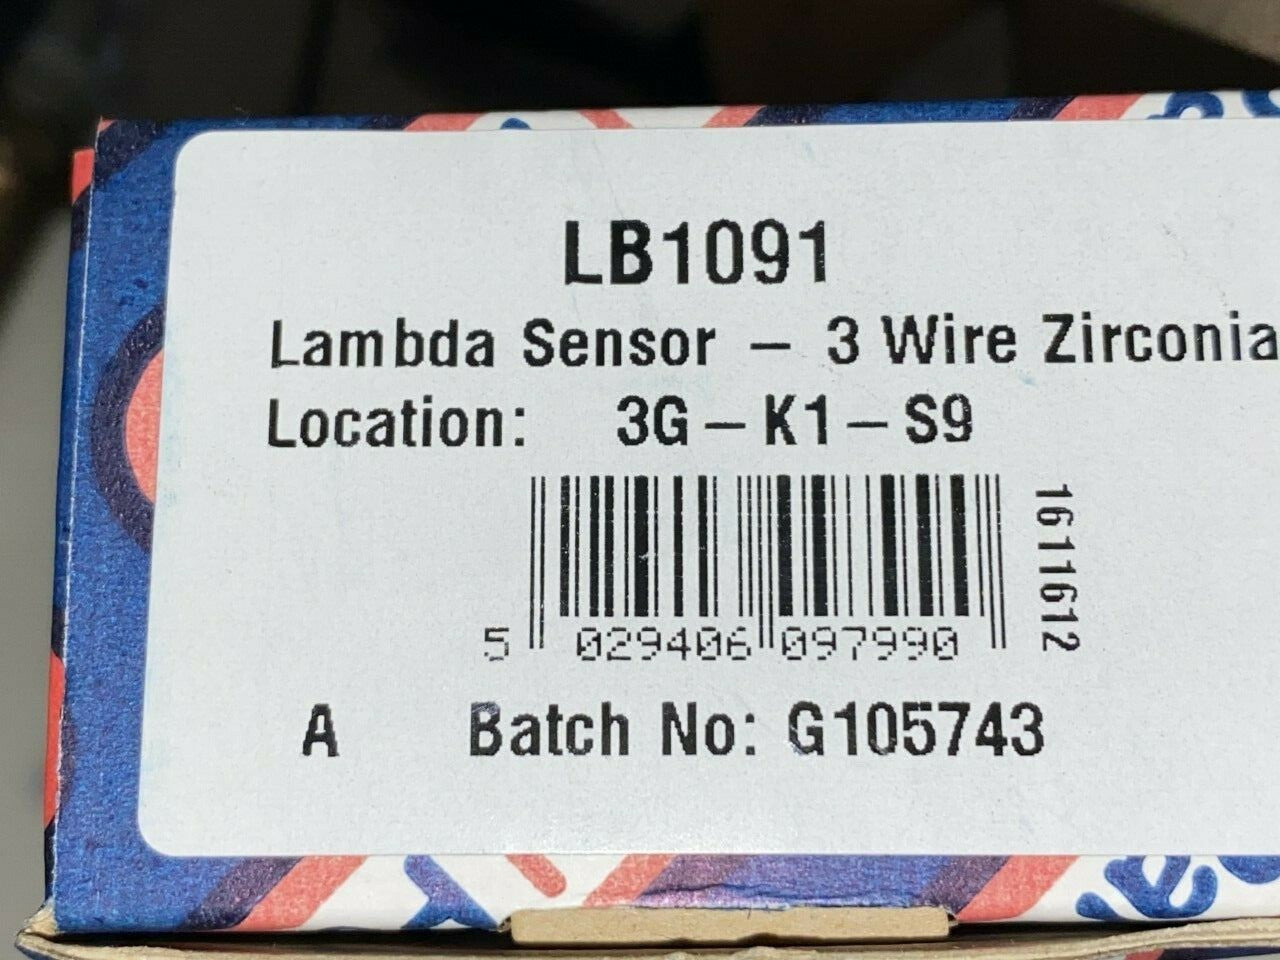 LB1091
Lambda Sensor – 3 Wire Zirconia
Location: 3G – K1 – S9
5 029406 097990
1611612
A Batch No: G105743